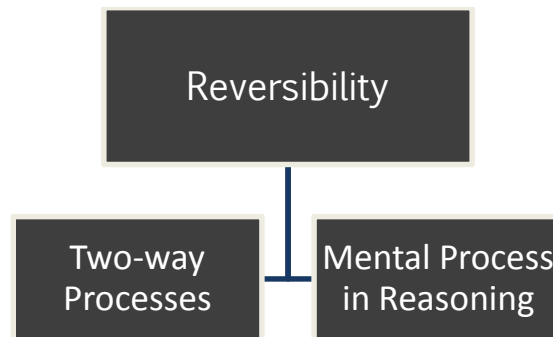 Reversibility
Two-way
Processes
Mental Process
in Reasoning